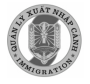 QUẢN LÝ XUẤT NHẬP CẢNH
IMMIGRATION